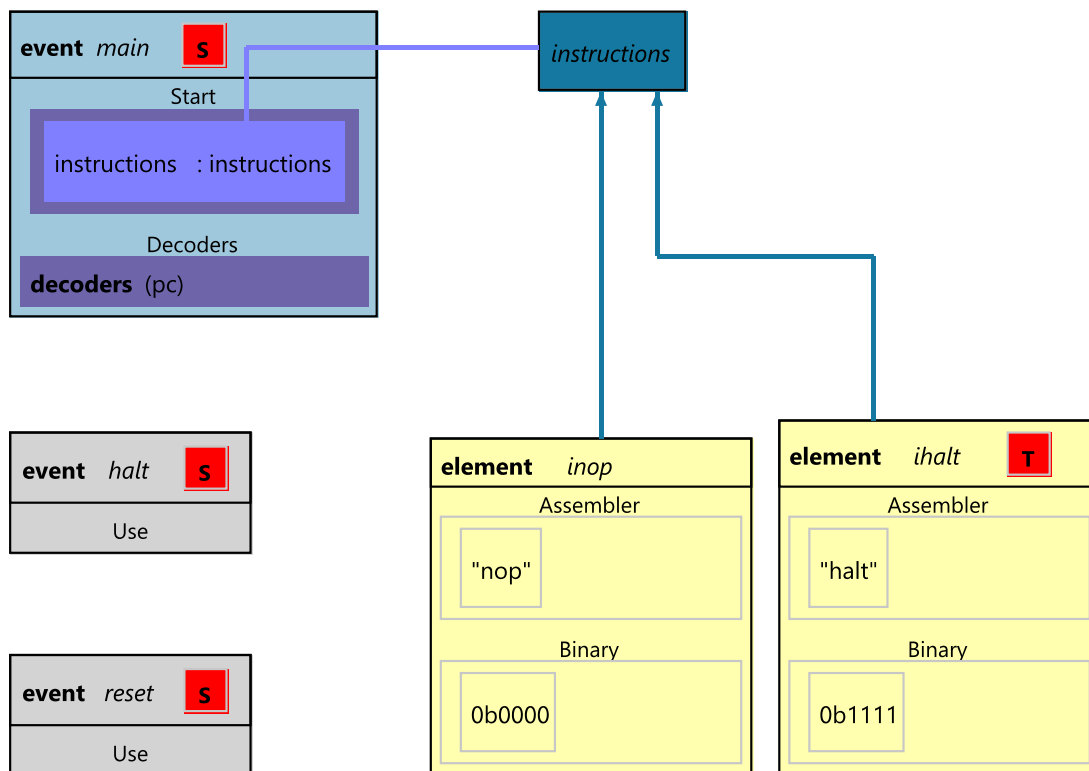 event main S
Start
instructions : instructions
Decoders
decoders (pc)
instructions
event halt S
Use
event reset S
Use
element inop
Assembler
"nop"
Binary
0b0000
element ihalt T
Assembler
"halt"
Binary
0b1111